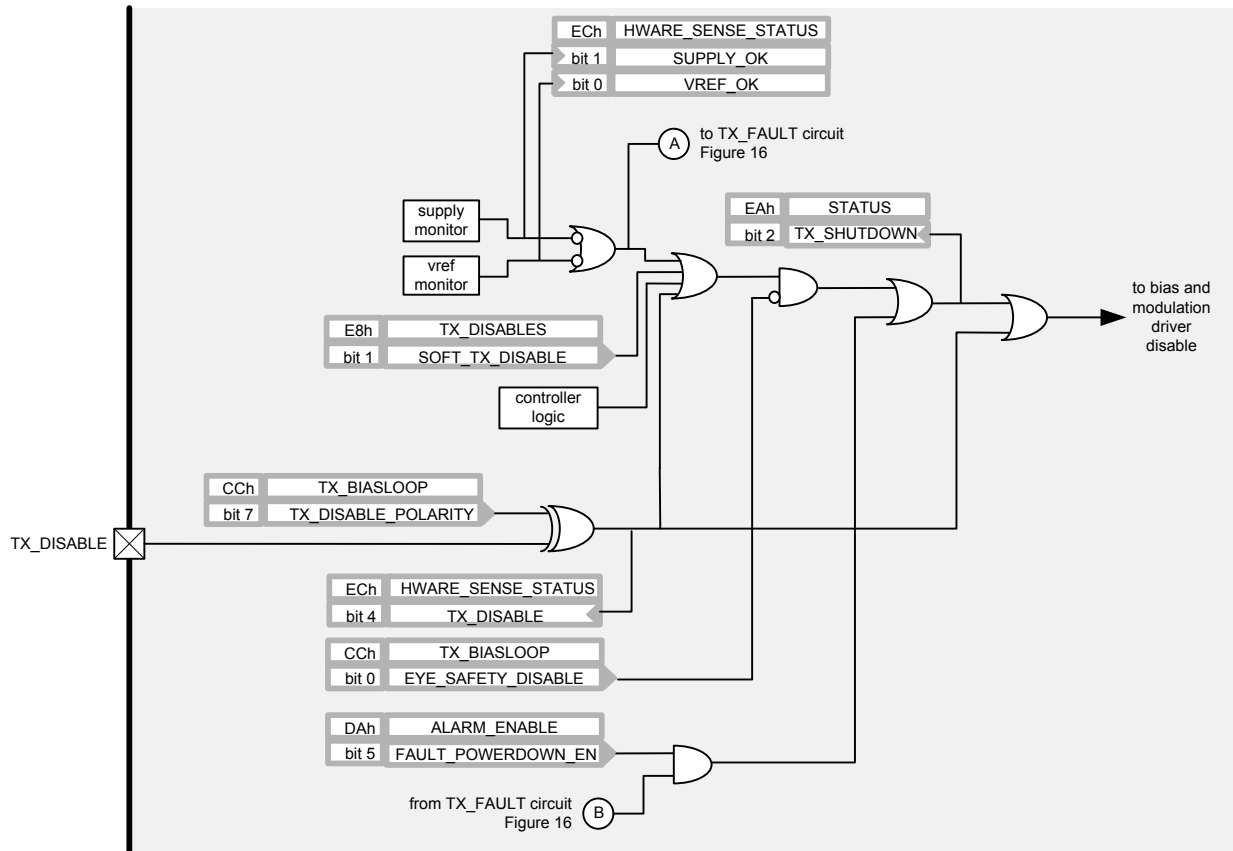 ECh HWARE_SENSE_STATUS
bit 1 SUPPLY_OK
bit 0 VREF_OK
A
to TX_FAULT circuit
Figure 16
supply
monitor
vref
monitor
EAh STATUS
bit 2 TX_SHUTDOWN
to bias and
modulation
driver
disable
E8h TX_DISABLES
bit 1 SOFT_TX_DISABLE
controller
logic
CCh TX_BIASLOOP
bit 7 TX_DISABLE_POLARITY
TX_DISABLE
ECh HWARE_SENSE_STATUS
bit 4 TX_DISABLE
CCh TX_BIASLOOP
bit 0 EYE_SAFETY_DISABLE
DAh ALARM_ENABLE
bit 5 FAULT_POWERDOWN_EN
from TX_FAULT circuit
Figure 16
B